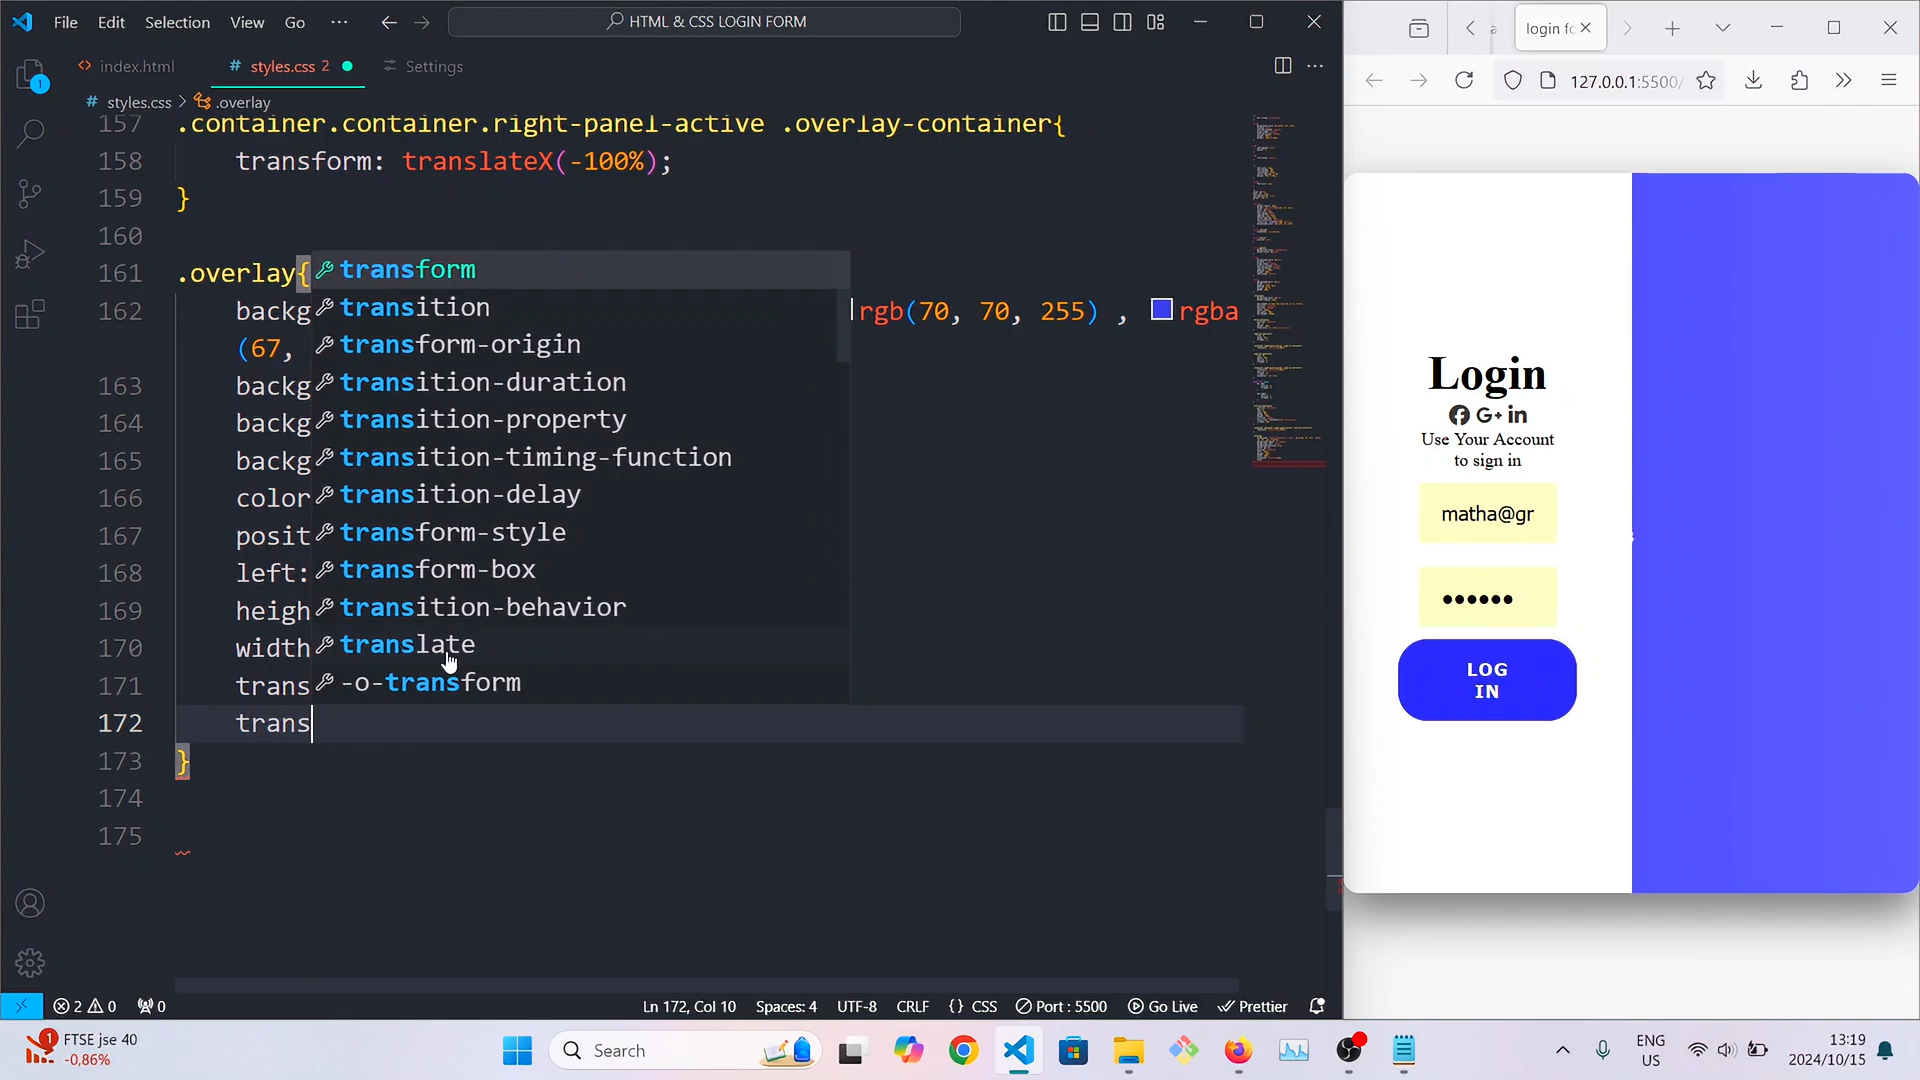 File Edit Selection View Go ··· HTML & CSS LOGIN FORM
index.html # styles.css 2 Settings
# styles.css > .overlay
157 .container.container.right-panel-active .overlay-container{
158 transform: translateX(-100%);
159 }
160
161 .overlay{
162 backg rgb(70, 70, 255) , rgba
(67,
163 backg
164 backg
165 backg
166 color
167 posit
168 left:
169 heigh
170 width
171 trans
172 trans
173 }
174
175
transform
transition
transform-origin
transition-duration
transition-property
transition-timing-function
transition-delay
transform-style
transform-box
transition-behavior
translate
-o-transform
2 0 0 Ln 172, Col 10 Spaces: 4 UTF-8 CRLF {} CSS Port : 5500 Go Live Prettier
login fo
127.0.0.1:5500/
Login
G+ in
Use Your Account
to sign in
matha@gr
••••••
LOG
IN
1
FTSE jse 40
-0,86%
Search
ENG
US
13:19
2024/10/15